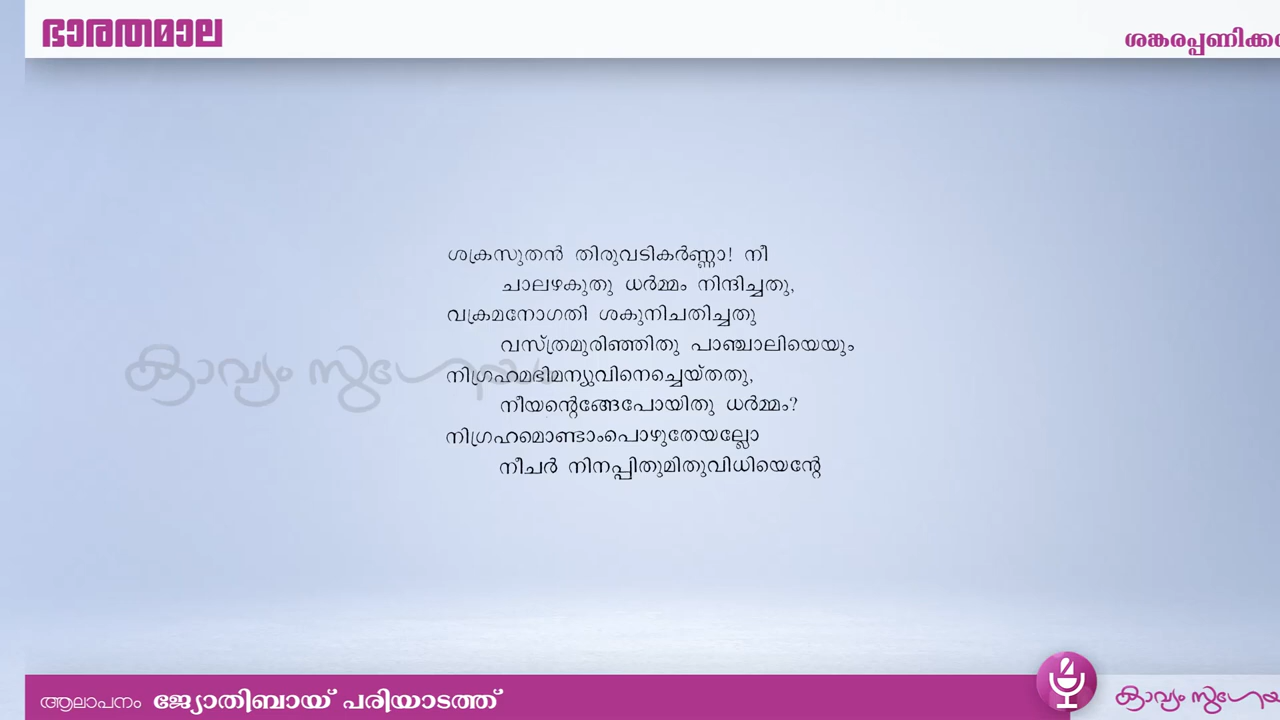 ഭാരതമാല
ശങ്കരപ്പണിക്കർ
ശക്രസുതൻ തിരുവടികർണ്ണാ! നീ
ചാലഴകുതു ധർമ്മം നിന്ദിച്ചതു,
വക്രമനോഗതി ശകുനിചതിച്ചതു
വസ്ത്രമുരിഞ്ഞിതു പാഞ്ചാലിയെയും
നിഗ്രഹമഭിമന്യുവിനെച്ചെയ്തതു,
നീയന്റെങ്ങേപോയിതു ധർമ്മം?
നിഗ്രഹമൊണ്ടാംപൊഴുതേയല്ലോ
നീചർ നിനപ്പിതുമിതുവിധിയെന്റേ
കാവ്യം സുഗേയം
ആലാപനം ജ്യോതിബായ് പരിയാടത്ത്
കാവ്യം സുഗേയ